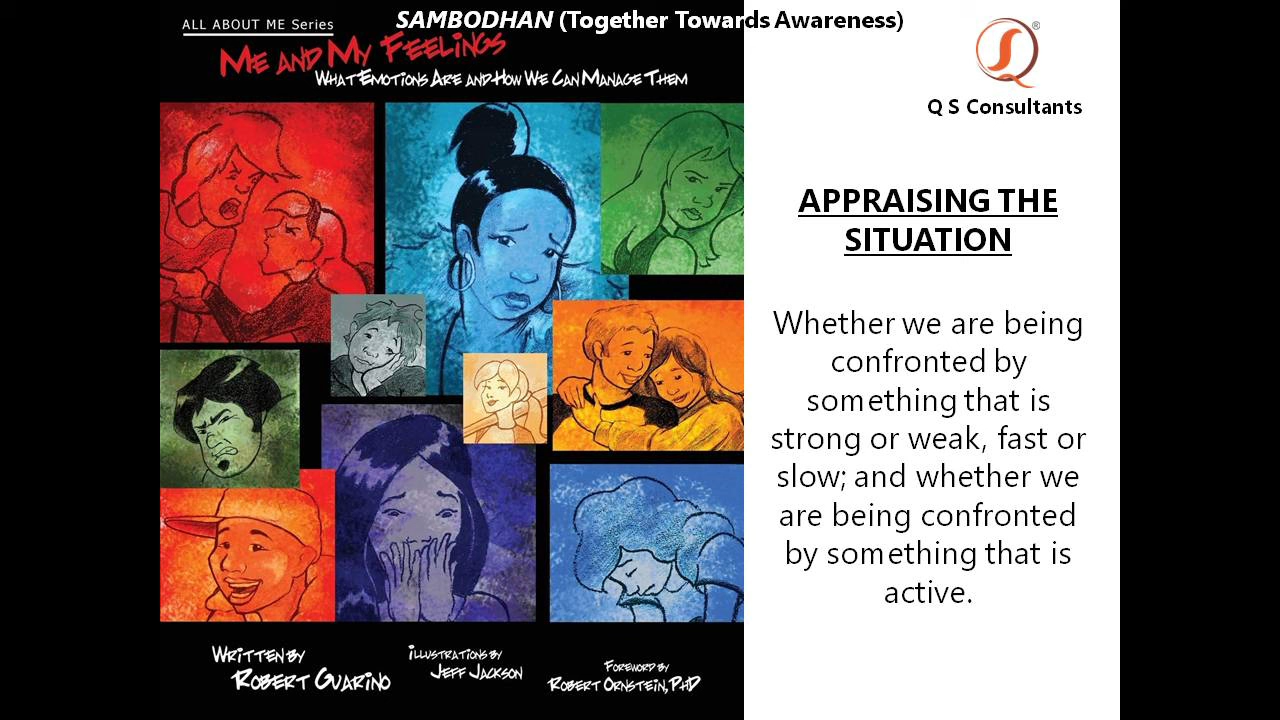 SAMBODHAN (Together Towards Awareness)
ALL ABOUT ME Series
ME AND MY FEELINGS
WHAT EMOTIONS ARE AND HOW WE CAN MANAGE THEM
WRITTEN BY
ROBERT GUARINO
ILLUSTRATIONS BY
JEFF JACKSON
FOREWORD BY
ROBERT ORNSTEIN, PHD
SQ ®
Q S Consultants
APPRAISING THE
SITUATION
Whether we are being
confronted by
something that is
strong or weak, fast or
slow; and whether we
are being confronted
by something that is
active.